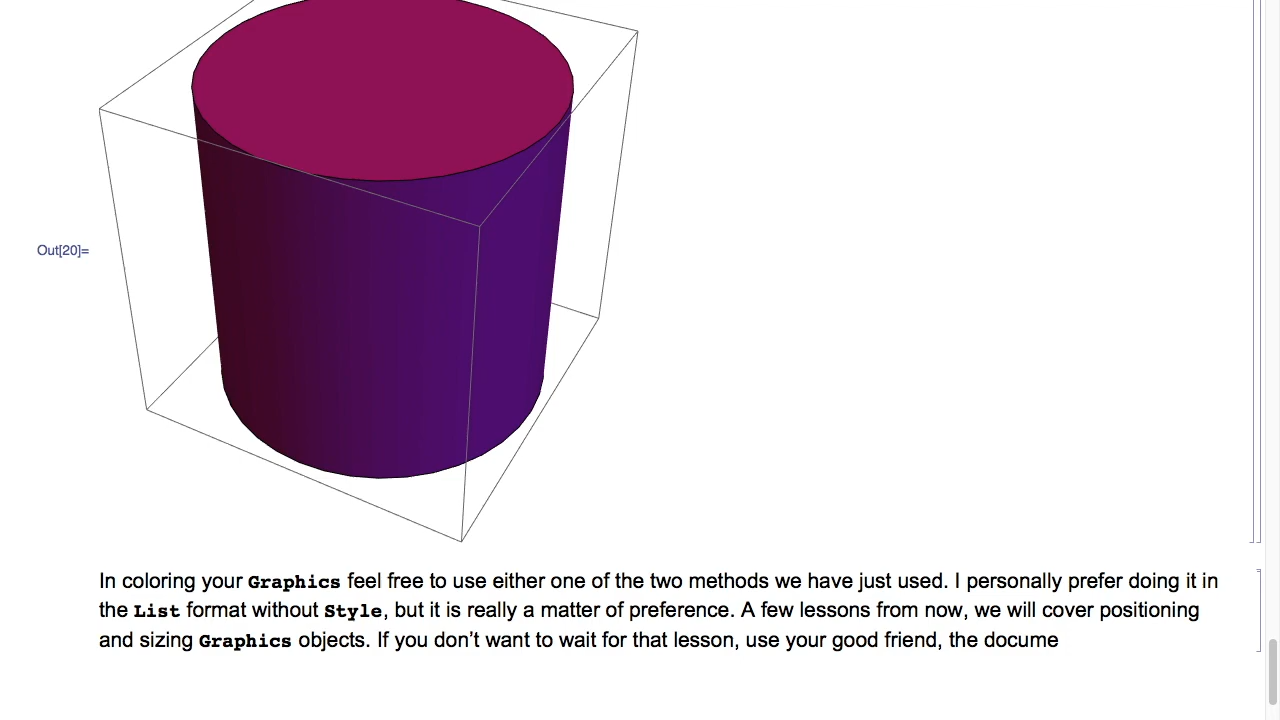 Out[20]=
In coloring your Graphics feel free to use either one of the two methods we have just used. I personally prefer doing it in
the List format without Style, but it is really a matter of preference. A few lessons from now, we will cover positioning
and sizing Graphics objects. If you don’t want to wait for that lesson, use your good friend, the docume